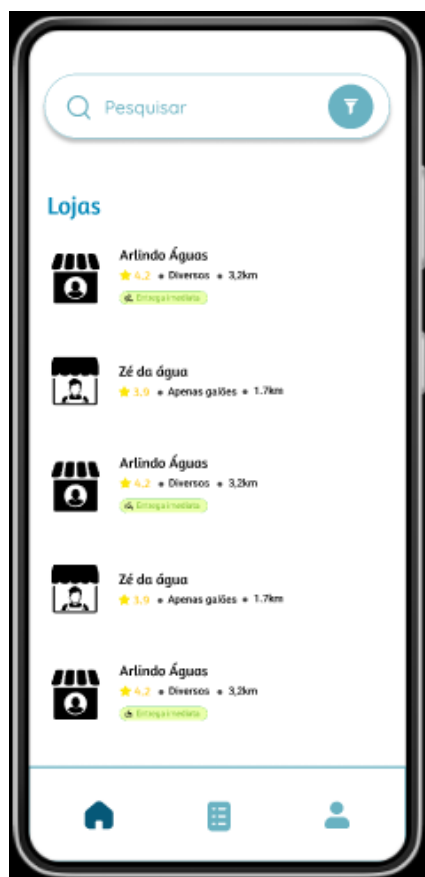 Pesquisar
Lojas
Arlindo Águas
4,2 • Diversos • 3,2km
Entrega imediata
Zé da água
3,9 • Apenas galões • 1.7km
Arlindo Águas
4,2 • Diversos • 3,2km
Entrega imediata
Zé da água
3,9 • Apenas galões • 1.7km
Arlindo Águas
4,2 • Diversos • 3,2km
Entrega imediata